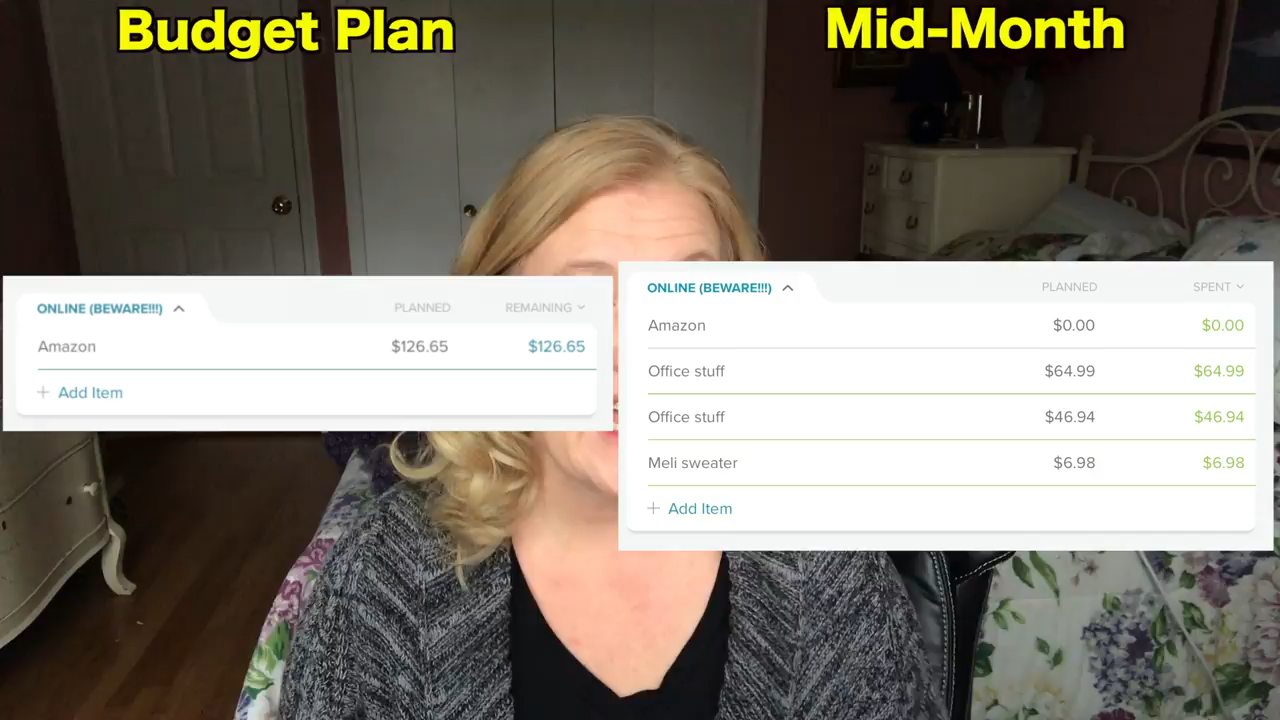 Budget Plan
Mid-Month
ONLINE (BEWARE!!!) PLANNED REMAINING
Amazon $126.65 $126.65
+ Add Item
ONLINE (BEWARE!!!) PLANNED SPENT
Amazon $0.00 $0.00
Office stuff $64.99 $64.99
Office stuff $46.94 $46.94
Meli sweater $6.98 $6.98
+ Add Item